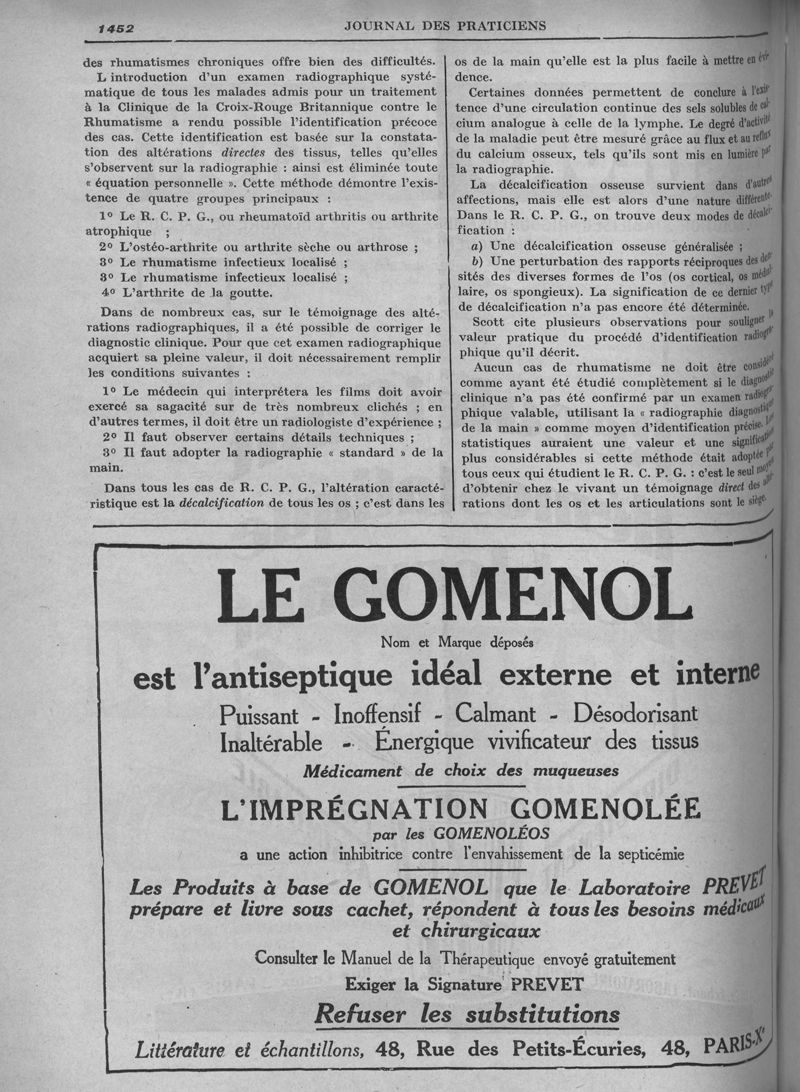 1452
JOURNAL DES PRATICIENS
des rhumatismes chroniques offre bien des difficultés.
L introduction d'un examen radiographique systé-
matique de tous les malades admis pour un traitement
à la Clinique de la Croix-Rouge Britannique contre le
Rhumatisme a rendu possible l'identification précoce
des cas. Cette identification est basée sur la constata-
tion des altérations directes des tissus, telles qu'elles
s'observent sur la radiographie : ainsi est éliminée toute
« équation personnelle ». Cette méthode démontre l'exis-
tence de quatre groupes principaux :
1º Le R. C. P. G., ou rheumatoïd arthritis ou arthrite
atrophique ;
2º L'ostéo-arthrite ou arthrite sèche ou arthrose ;
3º Le rhumatisme infectieux localisé ;
3º Le rhumatisme infectieux localisé ;
4º L'arthrite de la goutte.
Dans de nombreux cas, sur le témoignage des alté-
rations radiographiques, il a été possible de corriger le
diagnostic clinique. Pour que cet examen radiographique
acquiert sa pleine valeur, il doit nécessairement remplir
les conditions suivantes :
1º Le médecin qui interprétera les films doit avoir
exercé sa sagacité sur de très nombreux clichés ; en
d'autres termes, il doit être un radiologiste d'expérience ;
2º Il faut observer certains détails techniques ;
3º Il faut adopter la radiographie « standard » de la
main.
Dans tous les cas de R. C. P. G., l'altération caracté-
ristique est la décalcification de tous les os ; c'est dans les
os de la main qu'elle est la plus facile à mettre en évi-
dence.
Certaines données permettent de conclure à l'exis-
tence d'une circulation continue des sels solubles de cal-
cium analogue à celle de la lymphe. Le degré d'activité
de la maladie peut être mesuré grâce au flux et au reflux
du calcium osseux, tels qu'ils sont mis en lumière par
la radiographie.
La décalcification osseuse survient dans d'autres
affections, mais elle est alors d'une nature différente.
Dans le R. C. P. G., on trouve deux modes de décalci-
fication :
a) Une décalcification osseuse généralisée ;
b) Une perturbation des rapports réciproques des den-
sités des diverses formes de l'os (os cortical, os médul-
laire, os spongieux). La signification de ce dernier type
de décalcification n'a pas encore été déterminée.
Scott cite plusieurs observations pour souligner la
valeur pratique du procédé d'identification radiogra-
phique qu'il décrit.
Aucun cas de rhumatisme ne doit être considéré
comme ayant été étudié complètement si le diagnostic
clinique n'a pas été confirmé par un examen radiogra-
phique valable, utilisant la « radiographie diagnostique
de la main » comme moyen d'identification précise. Les
statistiques auraient une valeur et une signification
plus considérables si cette méthode était adoptée par
tous ceux qui étudient le R. C. P. G. : c'est le seul moyen
d'obtenir chez le vivant un témoignage direct des alté-
rations dont les os et les articulations sont le siège.
LE GOMENOL
Nom et Marque déposés
est l'antiseptique idéal externe et interne
Puissant - Inoffensif - Calmant - Désodorisant
Inaltérable - Énergique vivificateur des tissus
Médicament de choix des muqueuses
L'IMPRÉGNATION GOMENOLÉE
par les GOMENOLÉOS
a une action inhibitrice contre l'envahissement de la septicémie
Les Produits à base de GOMENOL que le Laboratoire PREVET
prépare et livre sous cachet, répondent à tous les besoins médicaux
et chirurgicaux
Consulter le Manuel de la Thérapeutique envoyé gratuitement
Exiger la Signature PREVET
Refuser les substitutions
Littérature et échantillons, 48, Rue des Petits-Écuries, 48, PARIS-Xe